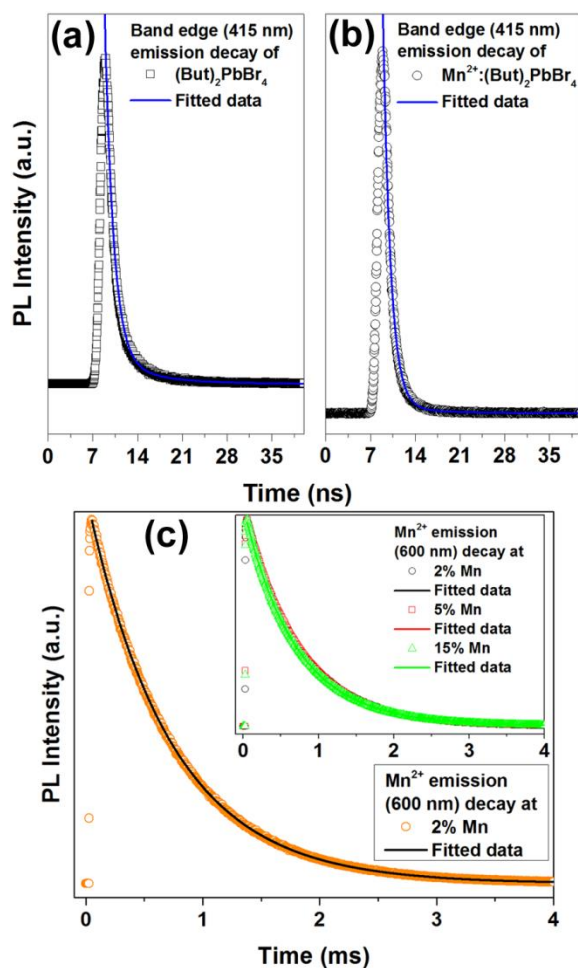 (a)
Band edge (415 nm)
emission decay of
(But)₂PbBr₄
Fitted data
(b)
Band edge (415 nm)
emission decay of
Mn²⁺:(But)₂PbBr₄
Fitted data
PL Intensity (a.u.)
0 7 14 21 28 35
0 7 14 21 28 35
Time (ns)
(c)
Mn²⁺ emission
(600 nm) decay at
2% Mn
Fitted data
5% Mn
Fitted data
15% Mn
Fitted data
0 1 2 3 4
Mn²⁺ emission
(600 nm) decay at
2% Mn
Fitted data
PL Intensity (a.u.)
0 1 2 3 4
Time (ms)